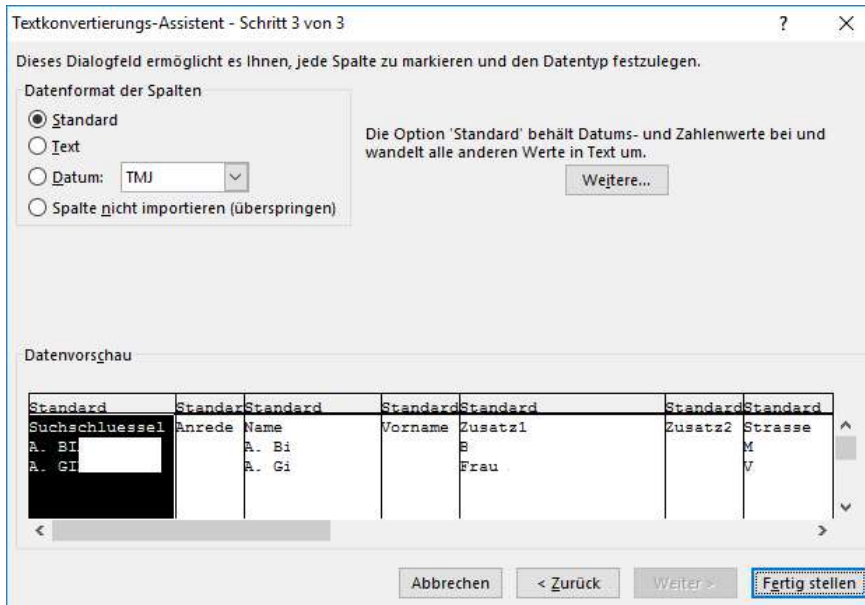 Textkonvertierungs-Assistent - Schritt 3 von 3 ?
Dieses Dialogfeld ermöglicht es Ihnen, jede Spalte zu markieren und den Datentyp festzulegen.
Datenformat der Spalten
Standard
Text
Datum: TMJ
Spalte nicht importieren (überspringen)
Die Option 'Standard' behält Datums- und Zahlenwerte bei und
wandelt alle anderen Werte in Text um.
Weitere...
Datenvorschau
Standard Standar Standard Standard Standard Standard Standard
Suchschluessel Anrede Name Vorname Zusatz1 Zusatz2 Strasse
A. BI A. Bi B M
A. GI A. Gi Frau V
Abbrechen < Zurück Weiter > Fertig stellen